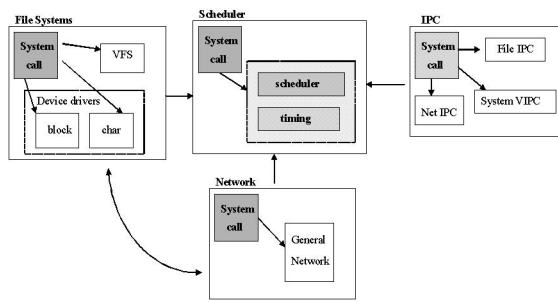 File Systems
System
call
VFS
Device drivers
block
char
Scheduler
System
call
scheduler
timing
IPC
System
call
File IPC
Net IPC
System VIPC
Network
System
call
General
Network